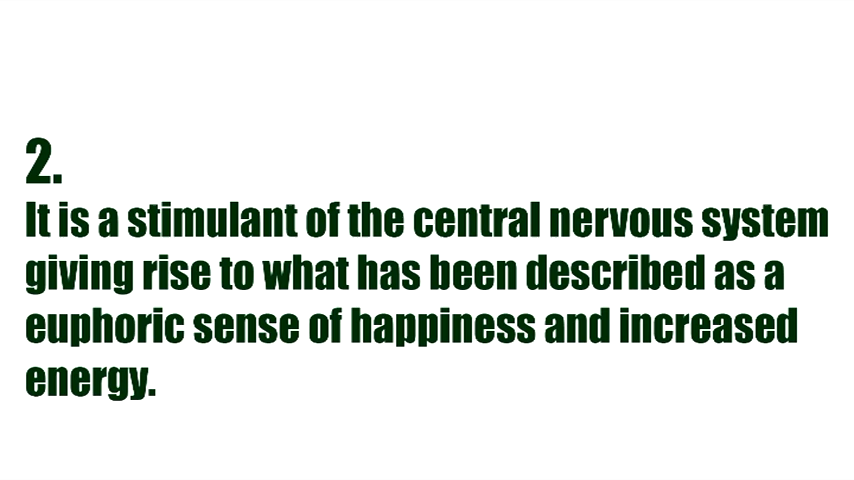 2.
It is a stimulant of the central nervous system
giving rise to what has been described as a
euphoric sense of happiness and increased
energy.